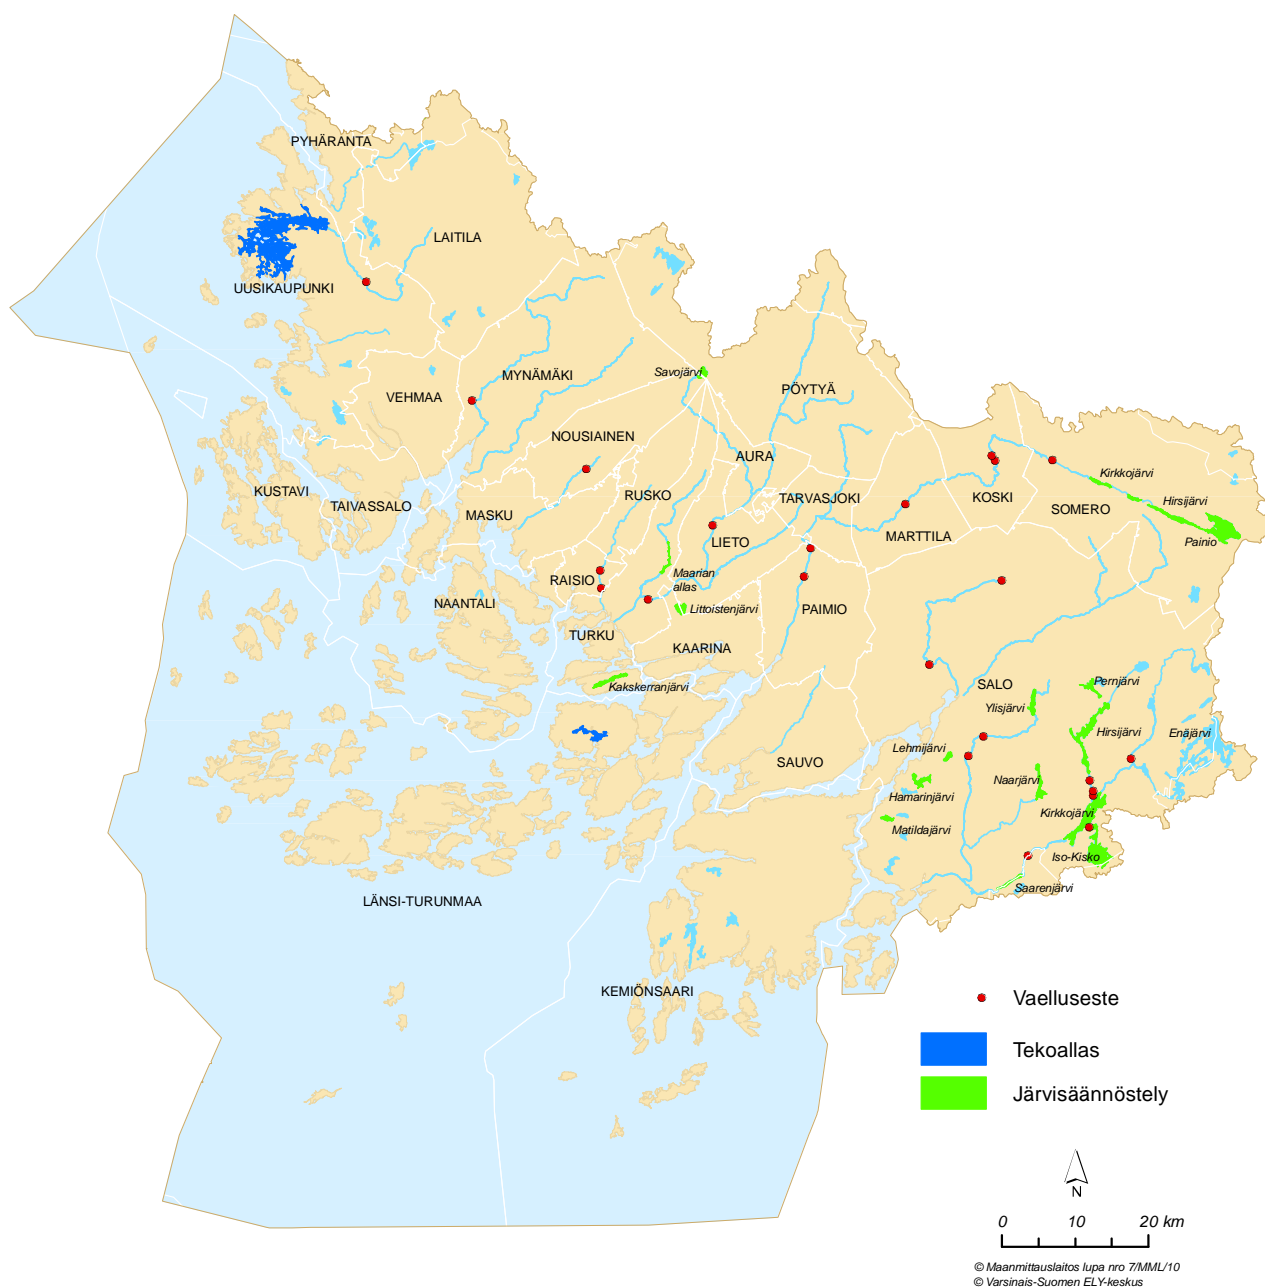 PYHÄRANTA
LAITILA
UUSIKAUPUNKI
Savojärvi
MYNÄMÄKI
PÖYTYÄ
VEHMAA
NOUSIAINEN
AURA
Kirkkojärvi
KUSTAVI
RUSKO
TARVASJOKI
KOSKI
Hirsijärvi
TAIVASSALO
MASKU
SOMERO
LIETO
MARTTILA
Painio
RAISIO
Maarian
allas
NAANTALI
Littoistenjärvi
PAIMIO
TURKU
KAARINA
Kakskerranjärvi
SALO
Pernjärvi
Ylisjärvi
Hirsijärvi
Enäjärvi
Lehmijärvi
SAUVO
Naarjärvi
Hamarinjärvi
Kirkkojärvi
Matildajärvi
Iso-Kisko
Saarenjärvi
LÄNSI-TURUNMAA
KEMIÖNSAARI
Vaelluseste
Tekoallas
Järvisäännöstely
N
0 10 20 km
© Maanmittauslaitos lupa nro 7/MML/10
© Varsinais-Suomen ELY-keskus